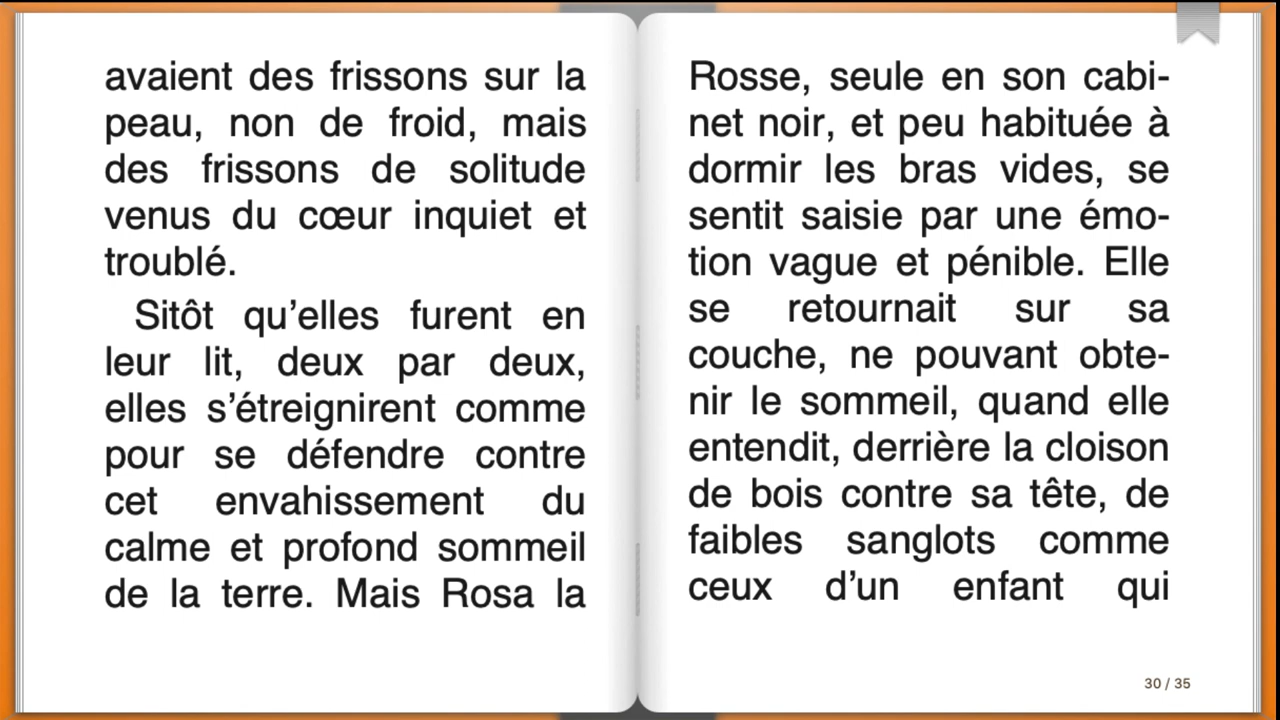 avaient des frissons sur la
peau, non de froid, mais
des frissons de solitude
venus du cœur inquiet et
troublé.
Sitôt qu’elles furent en
leur lit, deux par deux,
elles s’étreignirent comme
pour se défendre contre
cet envahissement du
calme et profond sommeil
de la terre. Mais Rosa la
Rosse, seule en son cabi-
net noir, et peu habituée à
dormir les bras vides, se
sentit saisie par une émo-
tion vague et pénible. Elle
se retournait sur sa
couche, ne pouvant obte-
nir le sommeil, quand elle
entendit, derrière la cloison
de bois contre sa tête, de
faibles sanglots comme
ceux d’un enfant qui
30 / 35